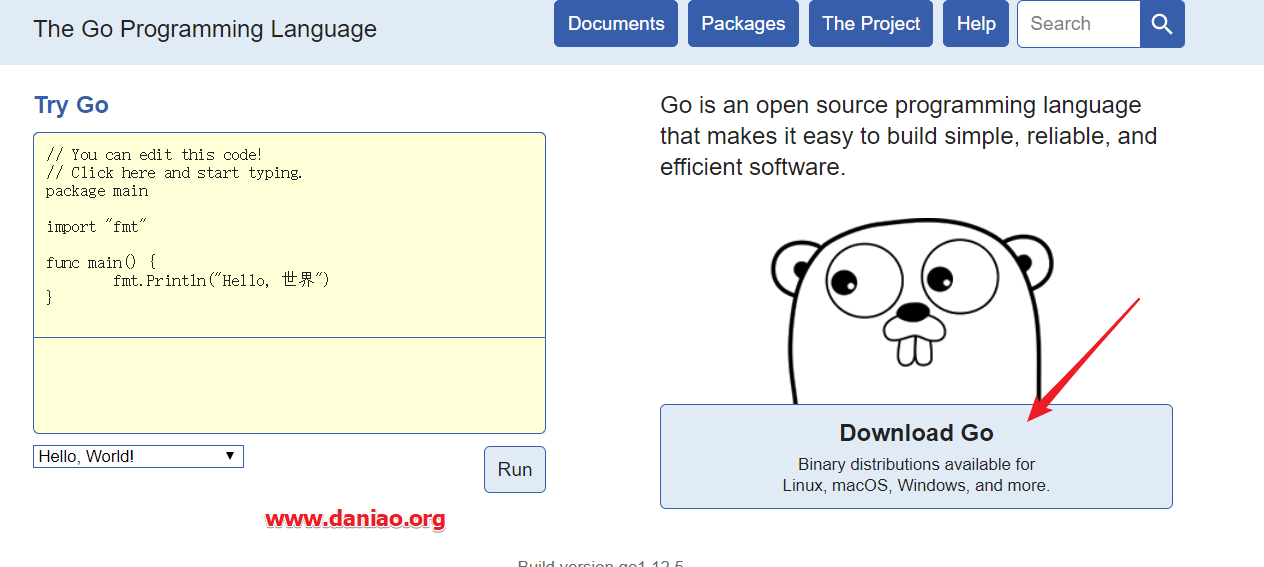 The Go Programming Language
Documents
Packages
The Project
Help
Search
Try Go
// You can edit this code!
// Click here and start typing.
package main
import "fmt"
func main() {
fmt.Println("Hello, 世界")
}
Hello, World!
Run
Go is an open source programming language
that makes it easy to build simple, reliable, and
efficient software.
Download Go
Binary distributions available for
Linux, macOS, Windows, and more.
www.daniao.org
Build version go1.12.5